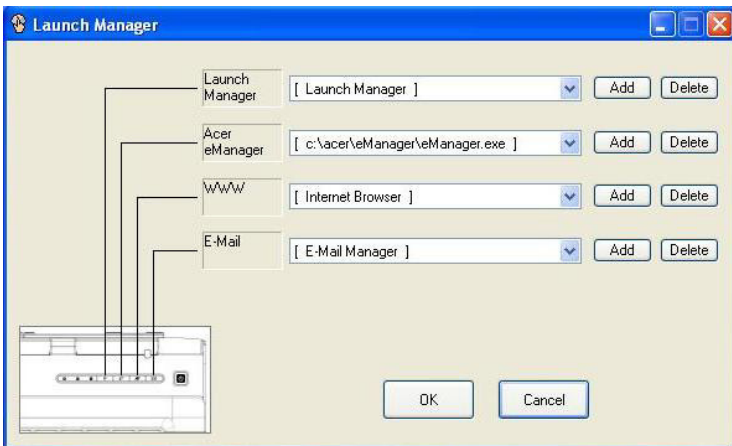 Launch Manager
Launch
Manager
[ Launch Manager ]
Add
Delete
Acer
eManager
[ c:\acer\eManager\eManager.exe ]
Add
Delete
WWW
[ Internet Browser ]
Add
Delete
E-Mail
[ E-Mail Manager ]
Add
Delete
OK
Cancel